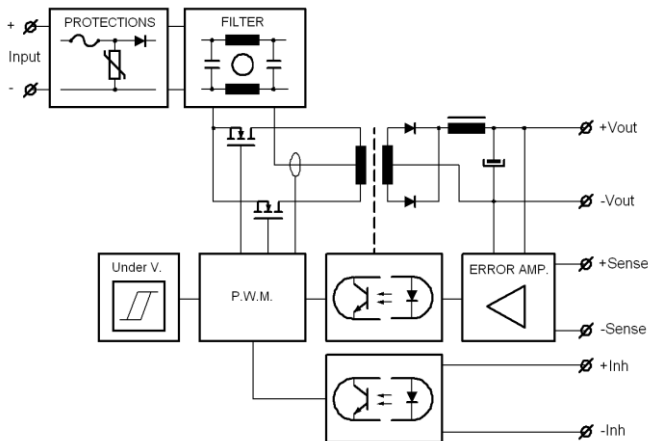 PROTECTIONS
FILTER
+
Input
-
+Vout
-Vout
Under V.
P.W.M.
ERROR AMP.
+Sense
-Sense
+Inh
-Inh